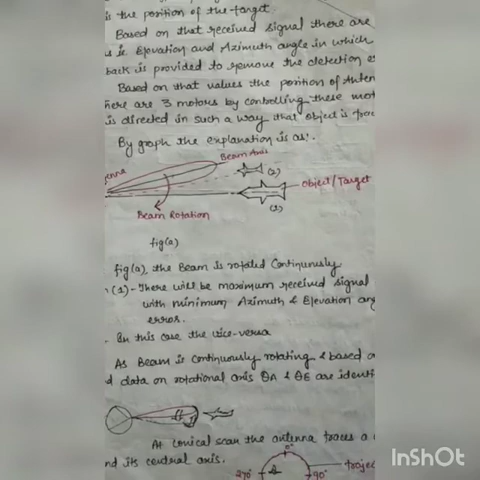 is the position of the target.
Based on that received signal there are
s i.e Elevation and Azimuth angle in which
back is provided to remove the detection e
Based on that values the position of Anten
here are 3 motors by controlling these mot
is directed in such a way that object is trac
By graph the explanation is as:-
enna
Beam Axis
(2)
Object/Target
(1)
Beam Rotation
fig(a)
fig(a), the Beam is rotated Continuously
(1) - There will be maximum received signal
with minimum Azimuth & Elevation ang
error.
- In this case the vice-versa
As Beam is continuously rotating & based o
d data on rotational axis θA & θE are identi
At Conical scan the antenna traces a
nd its central axis.
0°
270°
90°
trajec
InShOt